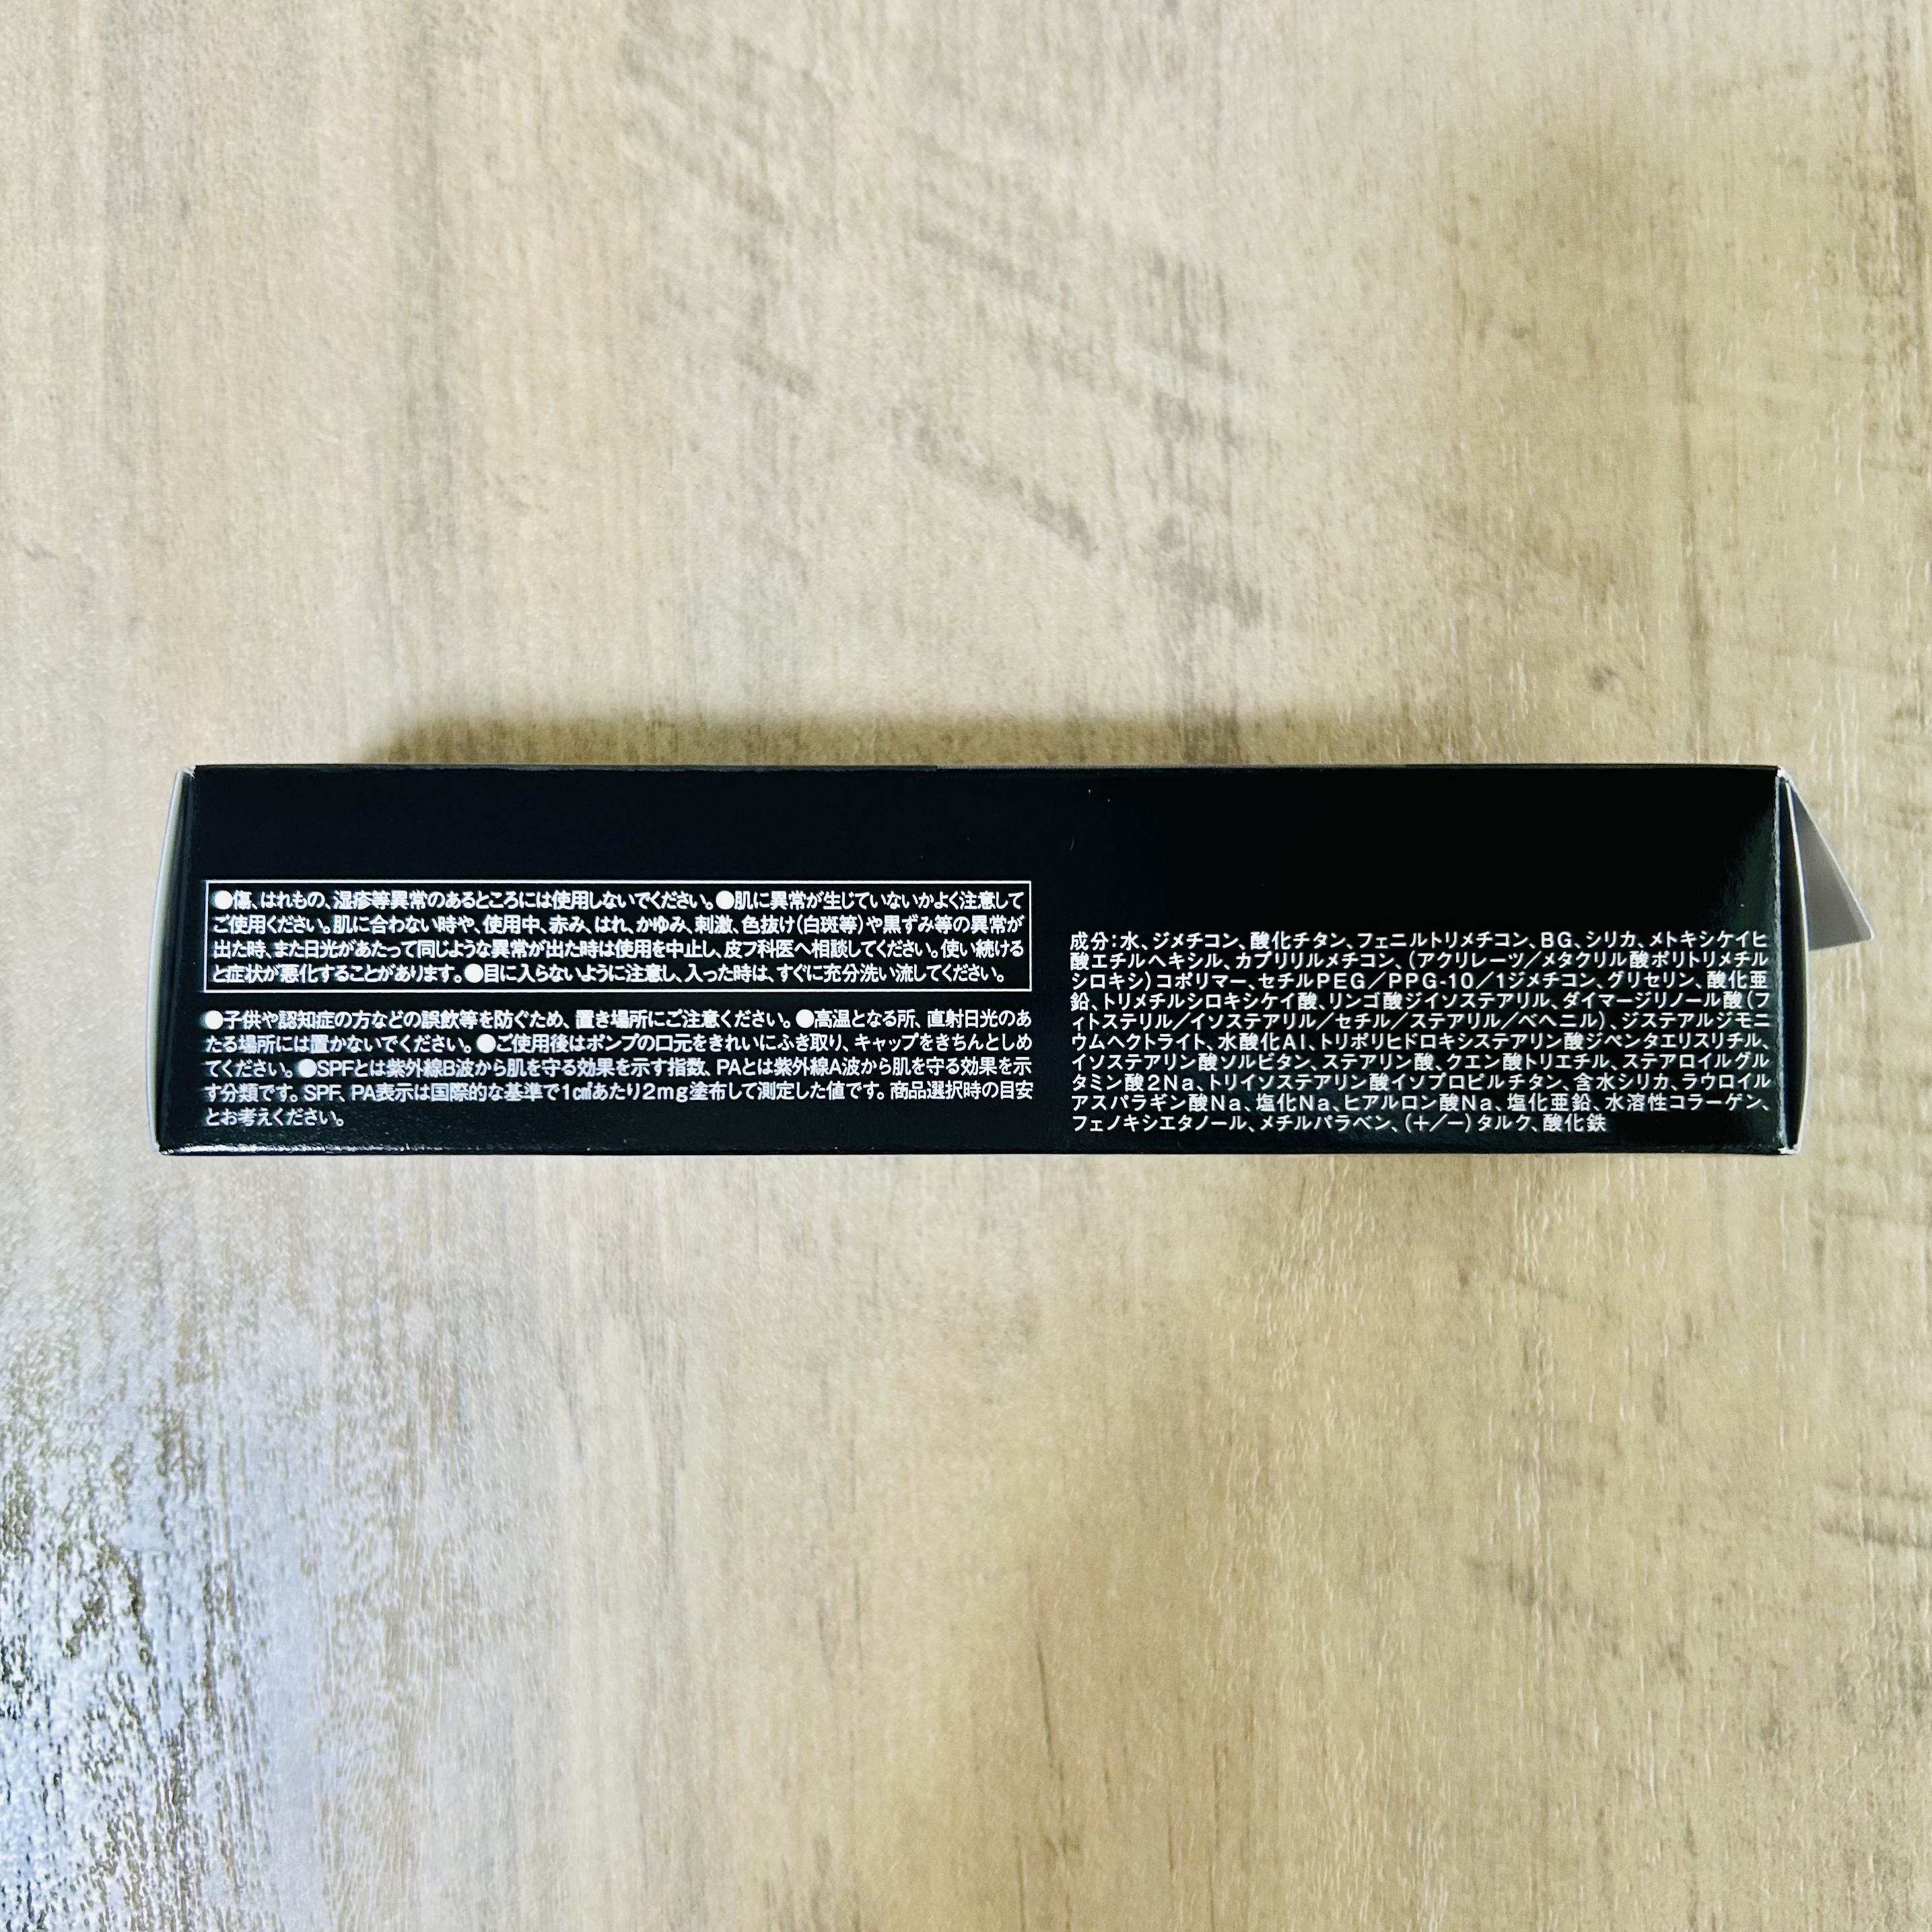 ●傷、はれもの、湿疹等異常のあるところには使用しないでください。●肌に異常が生じていないかよく注意して
ご使用ください。肌に合わない時や、使用中、赤み、はれ、かゆみ、刺激、色抜け(白斑等)や黒ずみ等の異常が
出た時、また日光があたって同じような異常が出た時は使用を中止し、皮フ科医へ相談してください。使い続ける
と症状が悪化することがあります。●目に入らないように注意し、入った時は、すぐに充分洗い流してください。
●子供や認知症の方などの誤飲等を防ぐため、置き場所にご注意ください。●高温となる所、直射日光のあ
たる場所には置かないでください。●ご使用後はポンプの口元をきれいにふき取り、キャップをきちんとしめ
てください。●SPFとは紫外線B波から肌を守る効果を示す指数、PAとは紫外線A波から肌を守る効果を示
す分類です。SPF、PA表示は国際的な基準で1c㎡あたり2mg塗布して測定した値です。商品選択時の目安
とお考えください。
成分：水、ジメチコン、酸化チタン、フェニルトリメチコン、BG、シリカ、メトキシケイヒ
酸エチルヘキシル、カプリリルメチコン、(アクリレーツ／メタクリル酸ポリトリメチル
シロキシ)コポリマー、セチルPEG／PPG-10／1ジメチコン、グリセリン、酸化亜
鉛、トリメチルシロキシケイ酸、リンゴ酸ジイソステアリル、ダイマージリノール酸(フ
ィトステリル／イソステアリル／セチル／ステアリル／ベヘニル)、ジステアルジモニ
ウムヘクトライト、水酸化Al、トリポリヒドロキシステアリン酸ジペンタエリスリチル、
イソステアリン酸ソルビタン、ステアリン酸、クエン酸トリエチル、ステアロイルグル
タミン酸2Na、トリイソステアリン酸イソプロピルチタン、含水シリカ、ラウロイル
アスパラギン酸Na、塩化Na、ヒアルロン酸Na、塩化亜鉛、水溶性コラーゲン、
フェノキシエタノール、メチルパラベン、(＋／－)タルク、酸化鉄